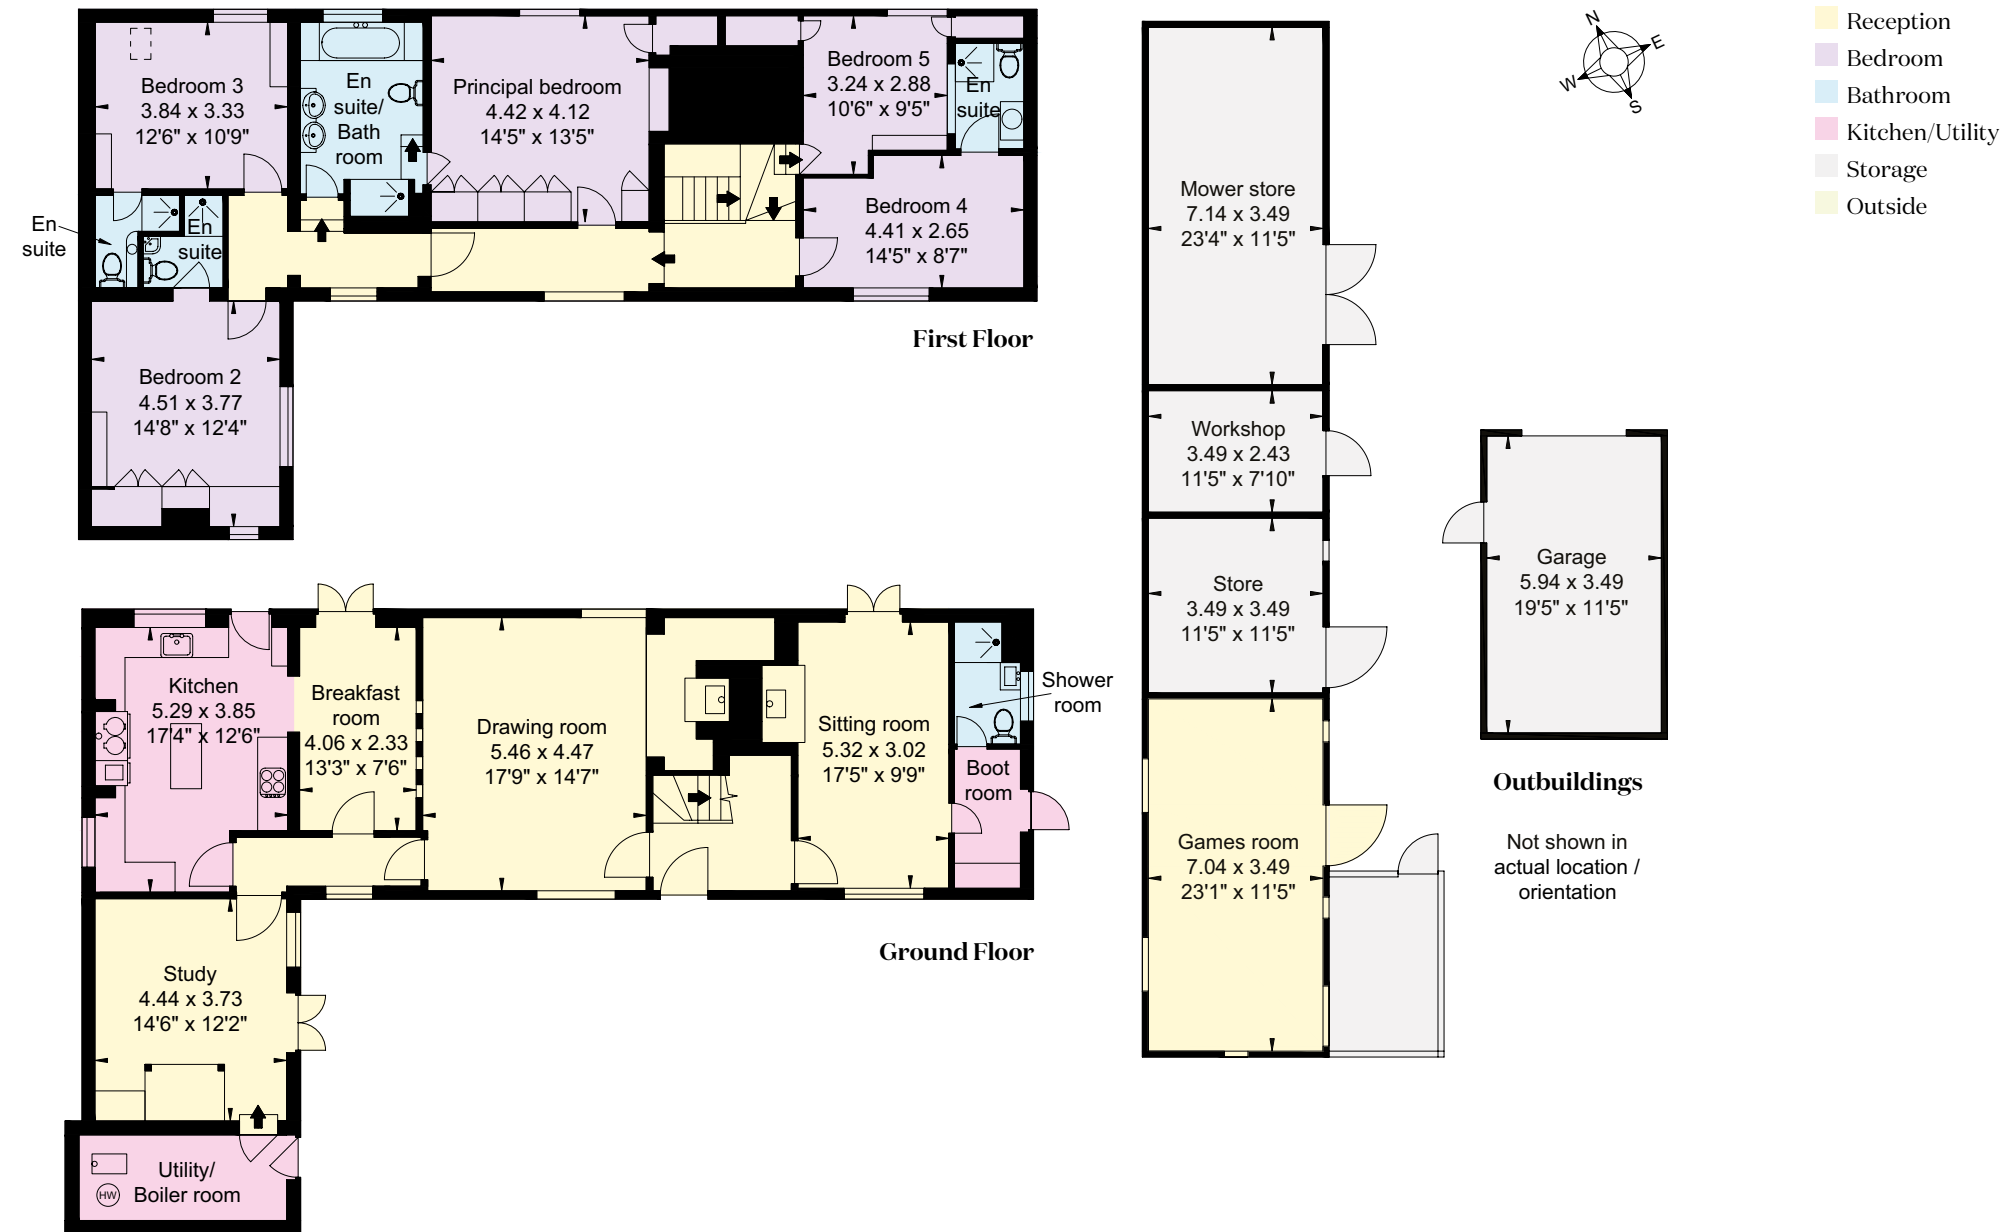 Bedroom 3
3.84 x 3.33
12'6" x 10'9"
En
suite/
Bath
room
Principal bedroom
4.42 x 4.12
14'5" x 13'5"
Bedroom 5
3.24 x 2.88
10'6" x 9'5"
En
suite
Bedroom 4
4.41 x 2.65
14'5" x 8'7"
En
suite
En
suite
Bedroom 2
4.51 x 3.77
14'8" x 12'4"
First Floor
Kitchen
5.29 x 3.85
17'4" x 12'6"
Breakfast
room
4.06 x 2.33
13'3" x 7'6"
Drawing room
5.46 x 4.47
17'9" x 14'7"
Sitting room
5.32 x 3.02
17'5" x 9'9"
Shower
room
Boot
room
Ground Floor
Study
4.44 x 3.73
14'6" x 12'2"
Utility/
Boiler room
HW
Mower store
7.14 x 3.49
23'4" x 11'5"
Workshop
3.49 x 2.43
11'5" x 7'10"
Store
3.49 x 3.49
11'5" x 11'5"
Games room
7.04 x 3.49
23'1" x 11'5"
Garage
5.94 x 3.49
19'5" x 11'5"
Outbuildings
Not shown in
actual location /
orientation
N
E
W
S
Reception
Bedroom
Bathroom
Kitchen/Utility
Storage
Outside